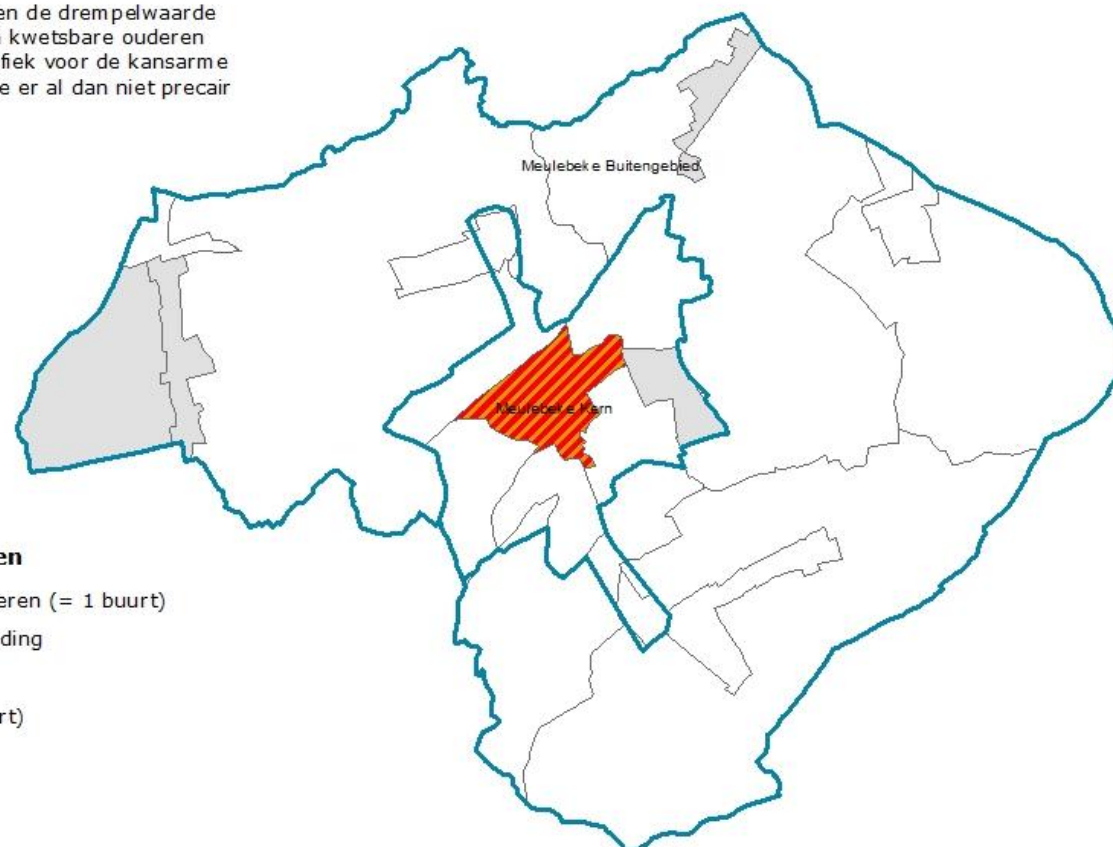 en de drempelwaarde
kwetsbare ouderen
fiek voor de kansarme
e er al dan niet precair
Meulebeke Buitengebied
Meulebeke Kern
en
eren (= 1 buurt)
ding
rt)